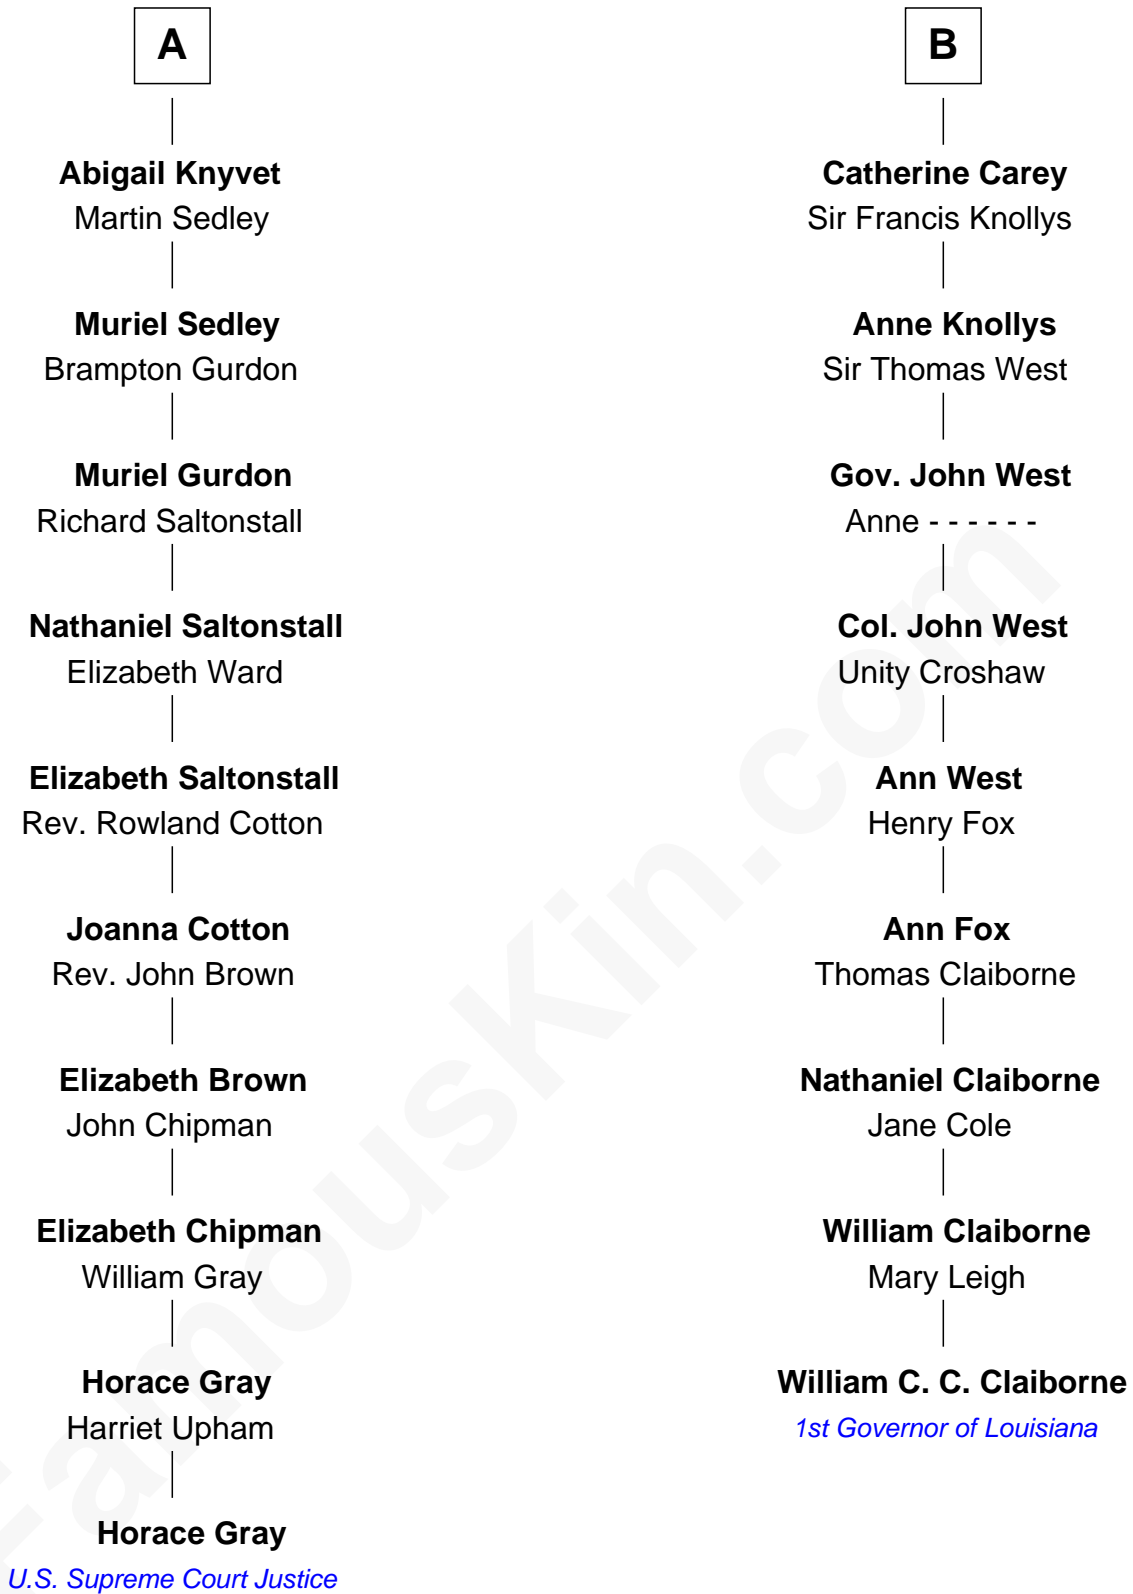 A
Abigail Knyvet
Martin Sedley
Muriel Sedley
Brampton Gurdon
Muriel Gurdon
Richard Saltonstall
Nathaniel Saltonstall
Elizabeth Ward
Elizabeth Saltonstall
Rev. Rowland Cotton
Joanna Cotton
Rev. John Brown
Elizabeth Brown
John Chipman
Elizabeth Chipman
William Gray
Horace Gray
Harriet Upham
Horace Gray
U.S. Supreme Court Justice
B
Catherine Carey
Sir Francis Knollys
Anne Knollys
Sir Thomas West
Gov. John West
Anne - - - - - -
Col. John West
Unity Croshaw
Ann West
Henry Fox
Ann Fox
Thomas Claiborne
Nathaniel Claiborne
Jane Cole
William Claiborne
Mary Leigh
William C. C. Claiborne
1st Governor of Louisiana
FamousKin.com